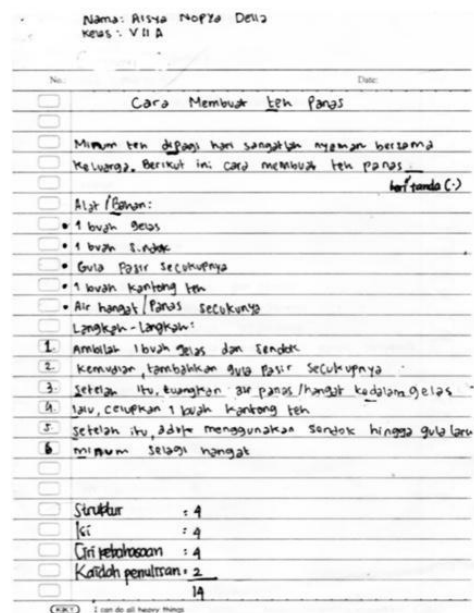 Nama: Aisya Nopya Della
Kelas : VII A
No.: Date:
Cara Membuat teh Panas
Minum teh dipagi hari sangatlah nyaman bersama
keluarga. Berikut ini cara membuat teh panas
beri tanda (.)
Alat / Bahan:
• 1 buah gelas
• 1 buah Sendok
• Gula Pasir secukupnya
• 1 buah kantong teh
• Air hangat / Panas secukunya
Langkah - Langkah:
1. Ambilah 1 buah gelas dan Sendok
2. Kemudian, tambahkan gula Pasir Secukupnya
3. Setelah itu, tuangkan air panas / hangat kedalam gelas
4. lalu, celupkan 1 buah kantong teh
5. setelah itu, aduk menggunakan sendok hingga gula laru
6. minum selagi hangat
Struktur : 4
Isi : 4
Ciri kebahasaan : 4
Kaidah penulisan : 2
14
I can do all heavy things